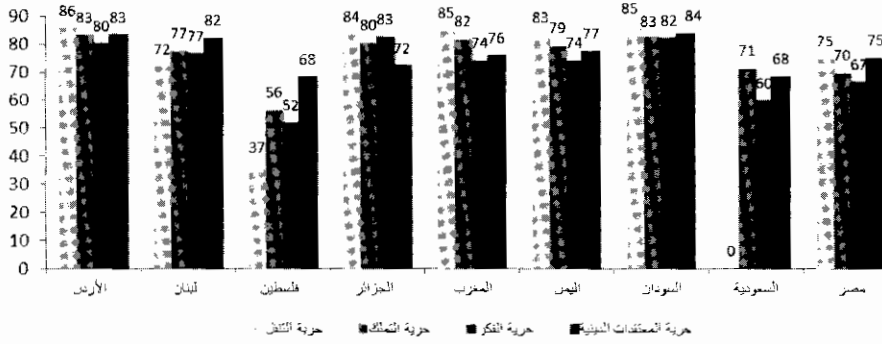 90
80
70
60
50
40
30
20
10
0
86 83 80 83
72 77 77 82
37 56 52 68
84 80 83 72
85 82 74 76
83 79 74 77
85 83 82 84
0 71 60 68
75 70 67 75
الأردن لبنان فلسطين الجزائر المغرب اليمن السودان السعودية مصر
حرية التنقل حرية التملك حرية الفكر حرية المعتقدات الدينية